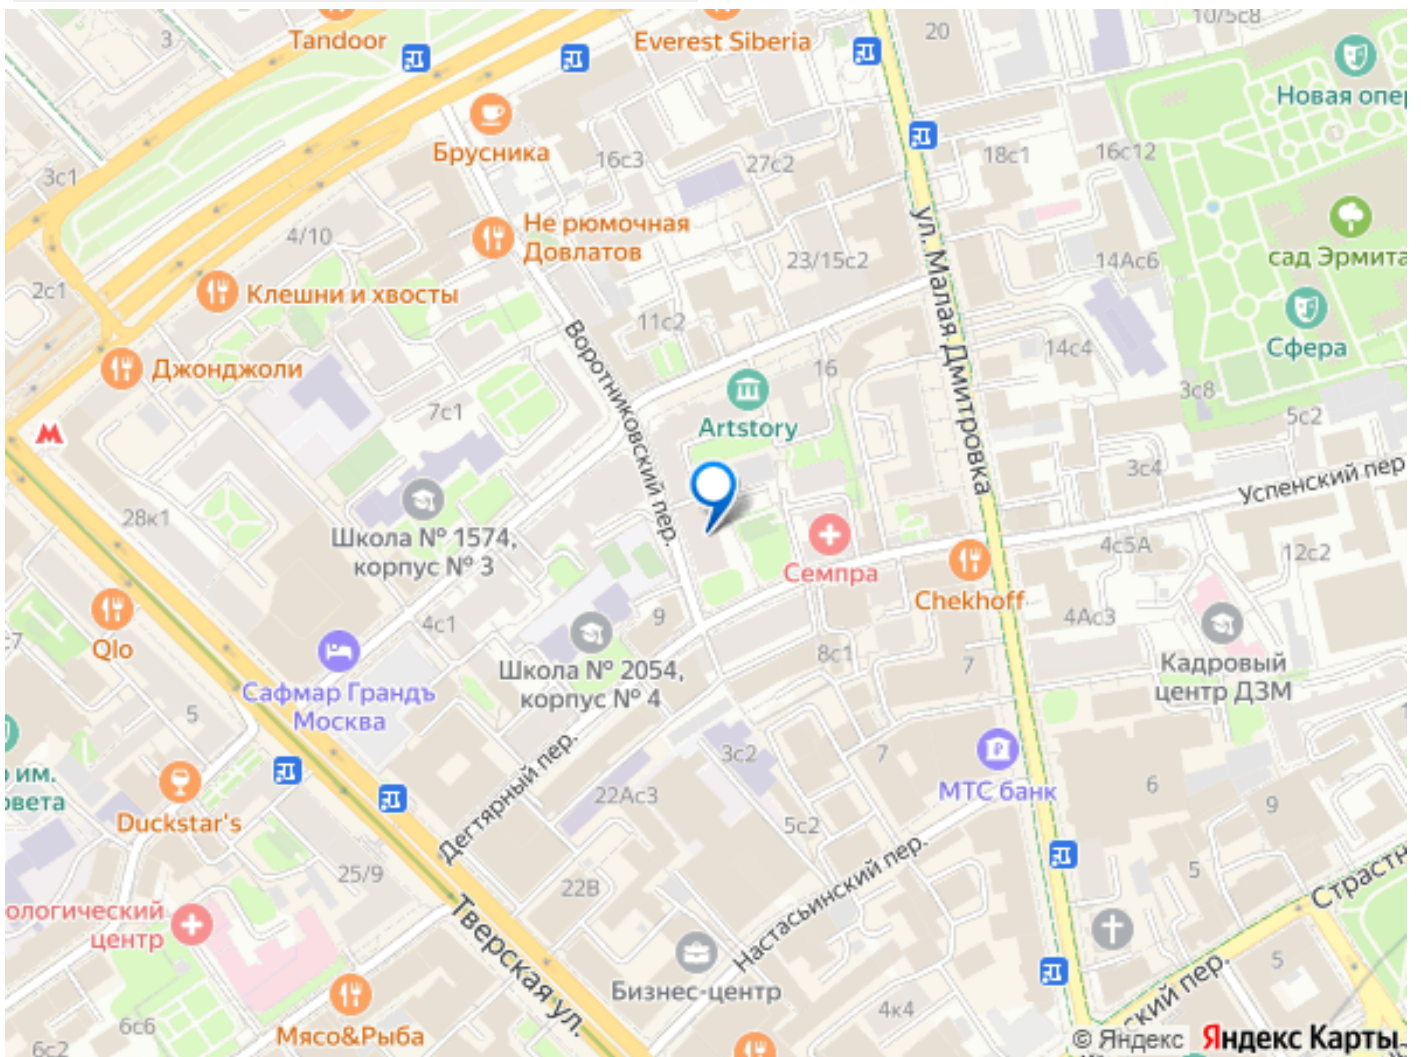 Tandoor
Everest Siberia
20
10/5с8
3
Новая опер
Брусника
16с3
27с2
18с1
16с12
3с1
Не рюмочная
Довлатов
4/10
ул. Малая Дмитровка
23/15с2
14Ас6
сад Эрмита
2с1
Клешни и хвосты
11с2
Воротниковский пер.
14с4
Сфера
Джонджоли
16
3с8
7с1
Artstory
5с2
3с4
Успенский пер
28к1
Школа № 1574,
корпус № 3
4с5А
12с2
Семпра
Chekhoff
Qlo
4с1
9
4Ас3
с7
Школа № 2054,
корпус № 4
8с1
7
Кадровый
центр ДЗМ
Сафмар Грандъ
Москва
5
3с2
7
им.
овета
Дегтярный пер.
22Ас3
МТС банк
6
9
Duckstar's
5с2
25/9
22В
Настасьинский пер.
5
Страстн
ологический
центр
Тверская ул.
Бизнес-центр
ский пер.
5
4к4
Мясо&Рыба
6с6
6с2
© Яндекс Яндекс Карты